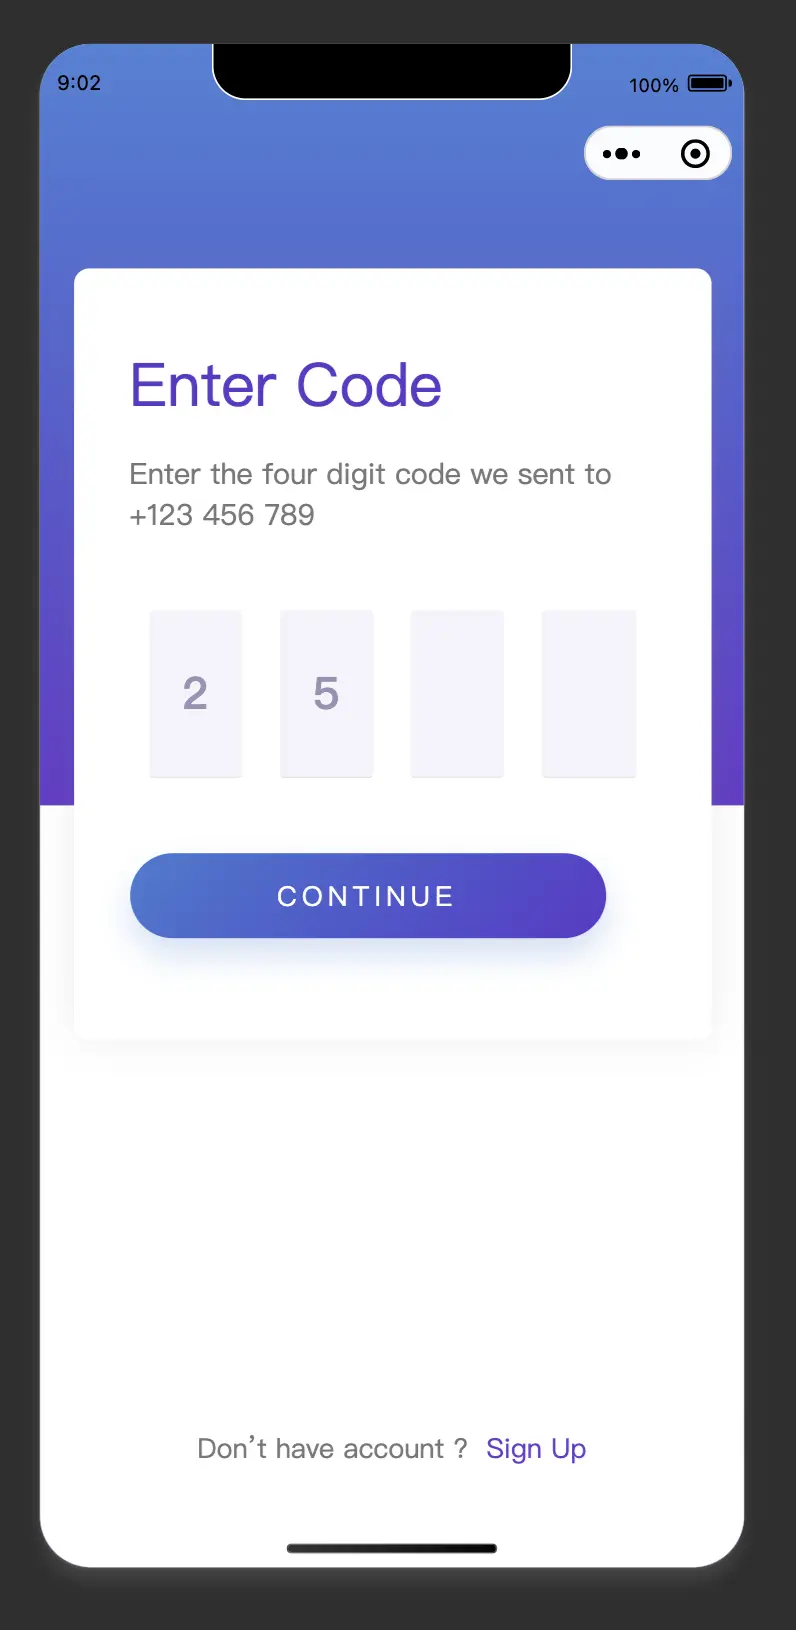 9:02
100%
Enter Code
Enter the four digit code we sent to
+123 456 789
2 5
CONTINUE
Don’t have account ? Sign Up